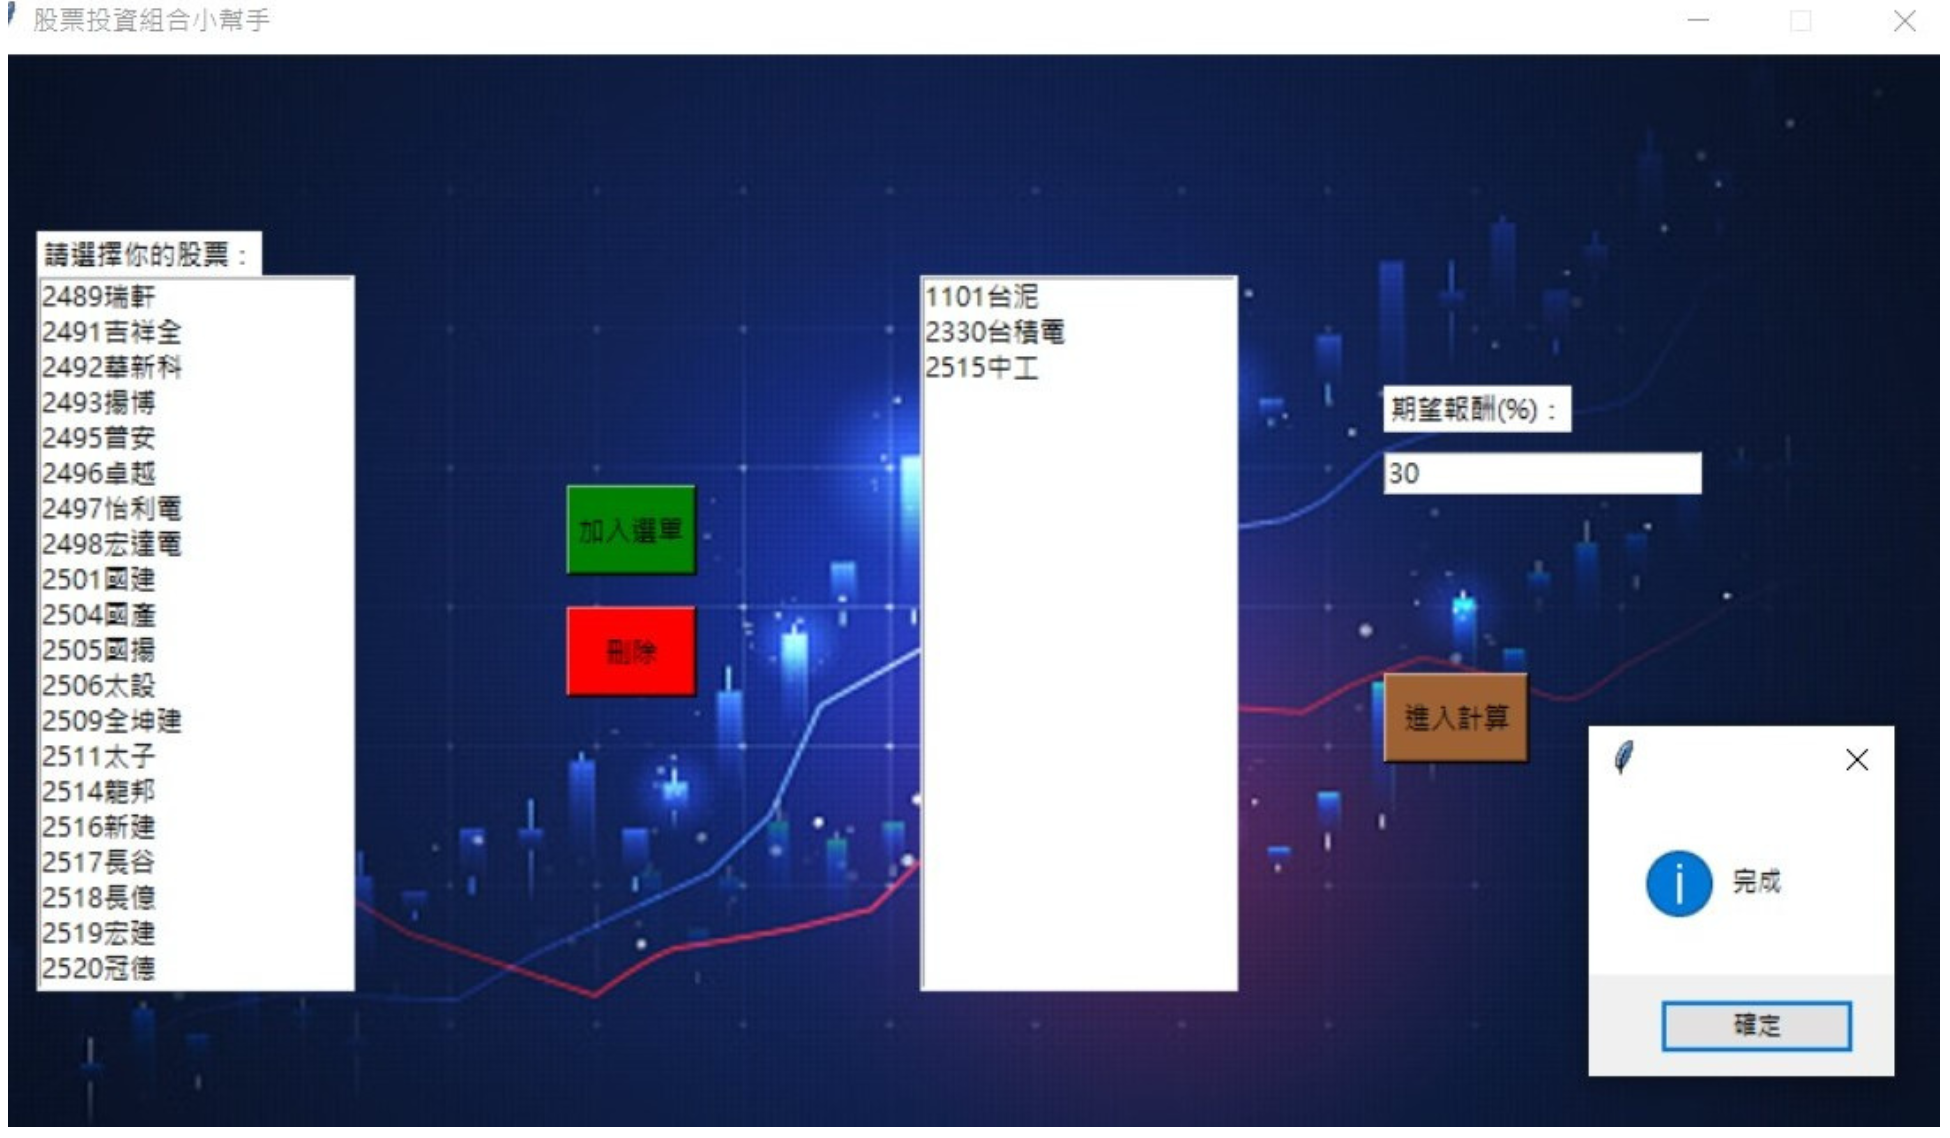 股票投資組合小幫手
請選擇你的股票：
2489瑞軒
2491吉祥全
2492華新科
2493揚博
2495普安
2496卓越
2497怡利電
2498宏達電
2501國建
2504國產
2505國揚
2506太設
2509全坤建
2511太子
2514龍邦
2516新建
2517長谷
2518長億
2519宏建
2520冠德
加入選單
刪除
1101台泥
2330台積電
2515中工
期望報酬(%)：
30
進入計算
完成
確定